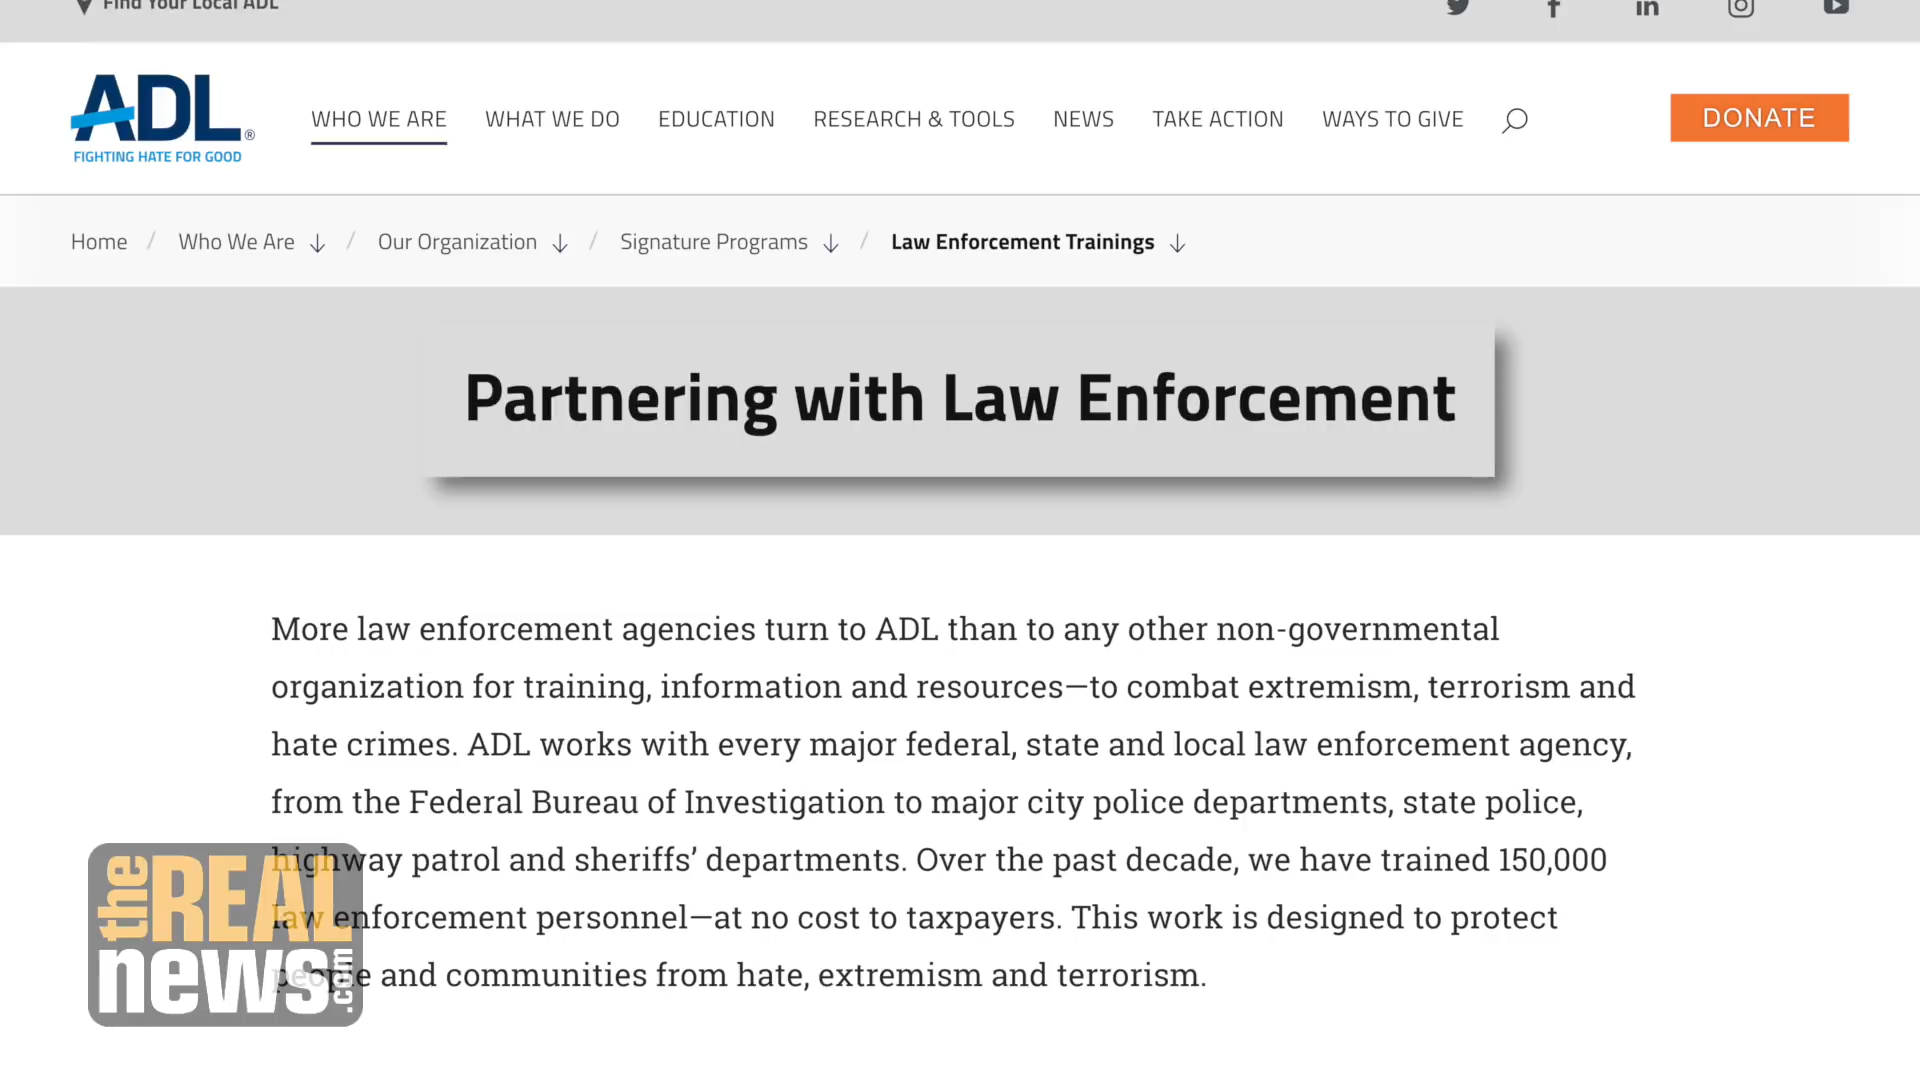 Find Your Local ADL
ADL®
FIGHTING HATE FOR GOOD
WHO WE ARE WHAT WE DO EDUCATION RESEARCH & TOOLS NEWS TAKE ACTION WAYS TO GIVE DONATE
Home / Who We Are ↓ / Our Organization ↓ / Signature Programs ↓ / Law Enforcement Trainings ↓
Partnering with Law Enforcement
More law enforcement agencies turn to ADL than to any other non-governmental
organization for training, information and resources—to combat extremism, terrorism and
hate crimes. ADL works with every major federal, state and local law enforcement agency,
from the Federal Bureau of Investigation to major city police departments, state police,
highway patrol and sheriffs’ departments. Over the past decade, we have trained 150,000
law enforcement personnel—at no cost to taxpayers. This work is designed to protect
people and communities from hate, extremism and terrorism.
the REAL
news.com